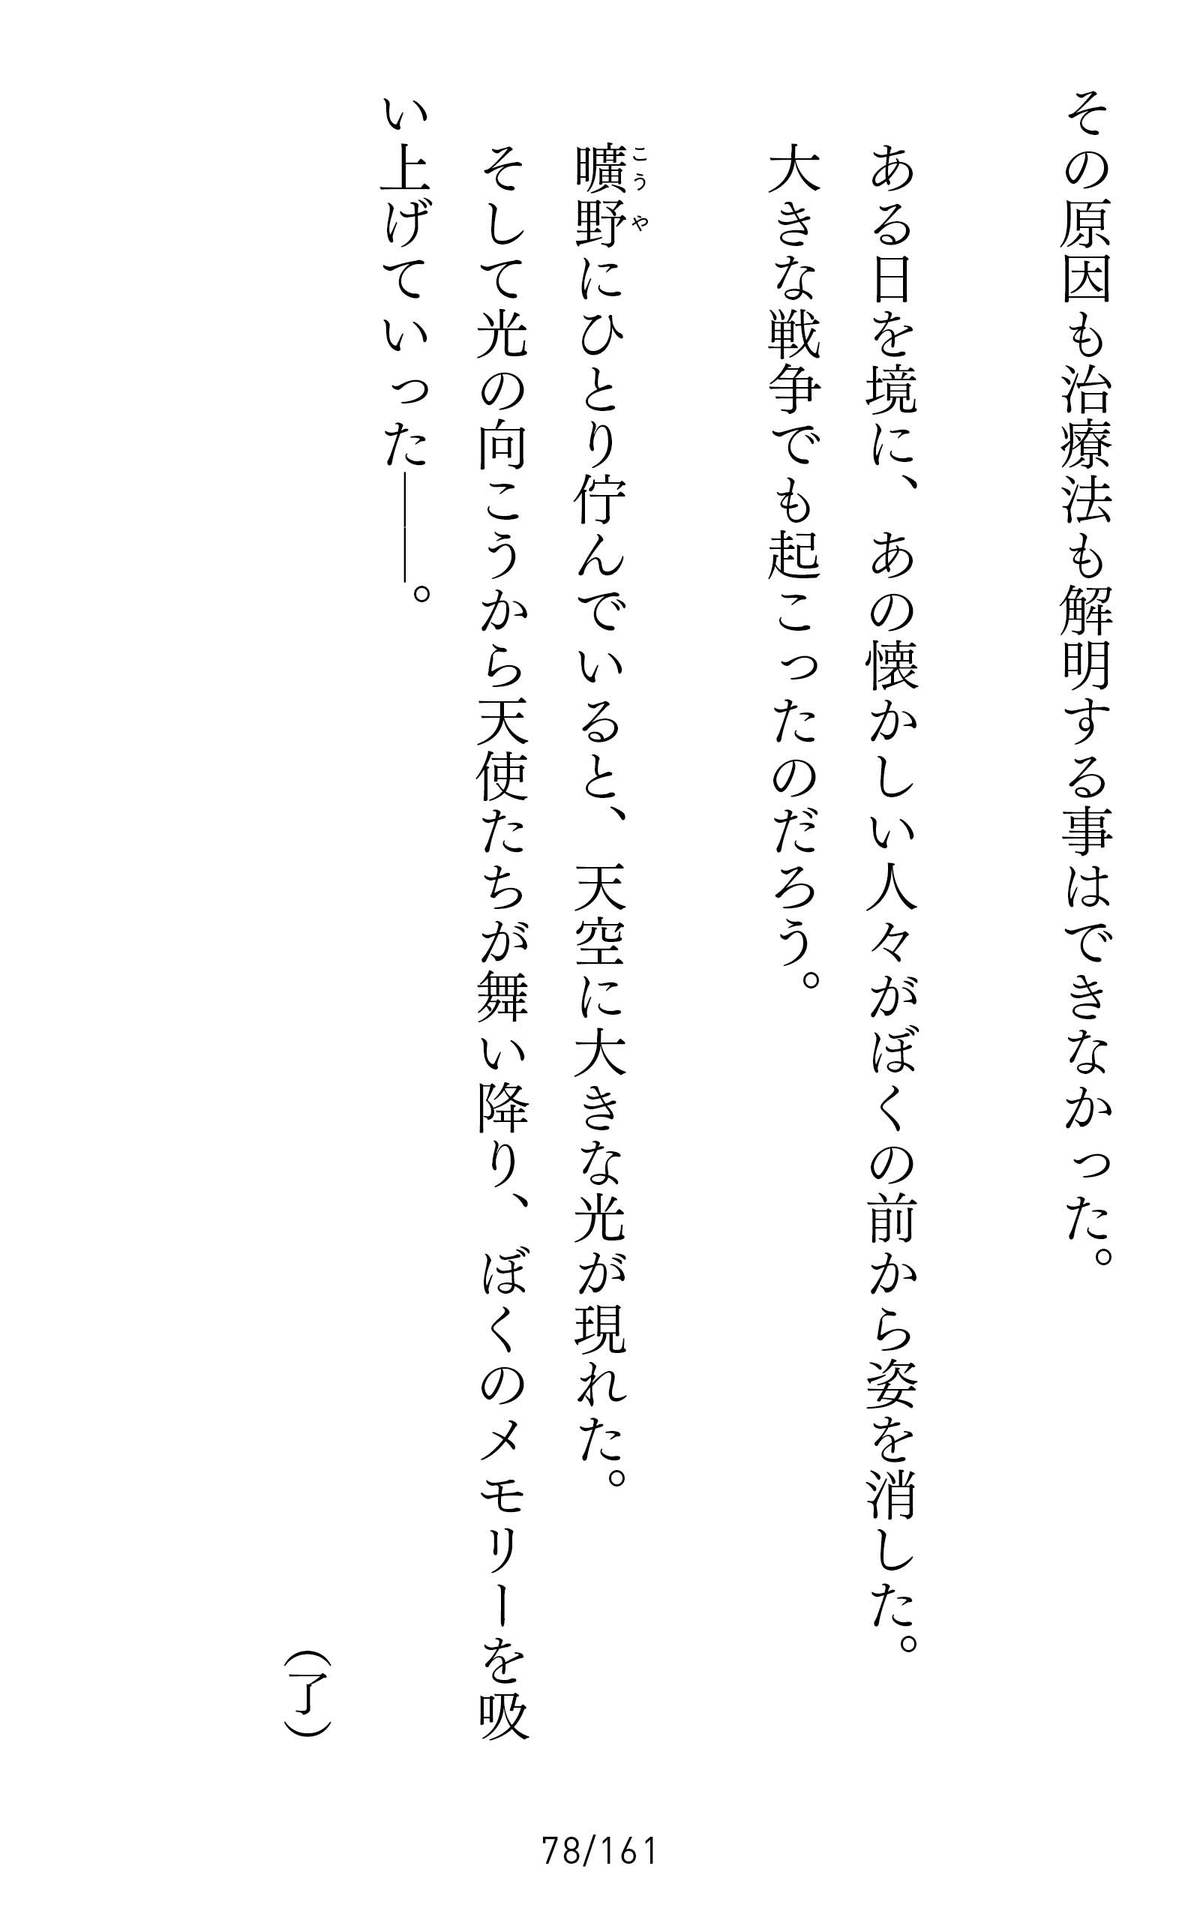 その原因も治療法も解明する事はできなかった。
ある日を境に、あの懐かしい人々がぼくの前から姿を消した。
大きな戦争でも起こったのだろう。
曠野にひとり佇んでいると、天空に大きな光が現れた。
こうや
そして光の向こうから天使たちが舞い降り、ぼくのメモリーを吸
い上げていった――。
（了）
78/161